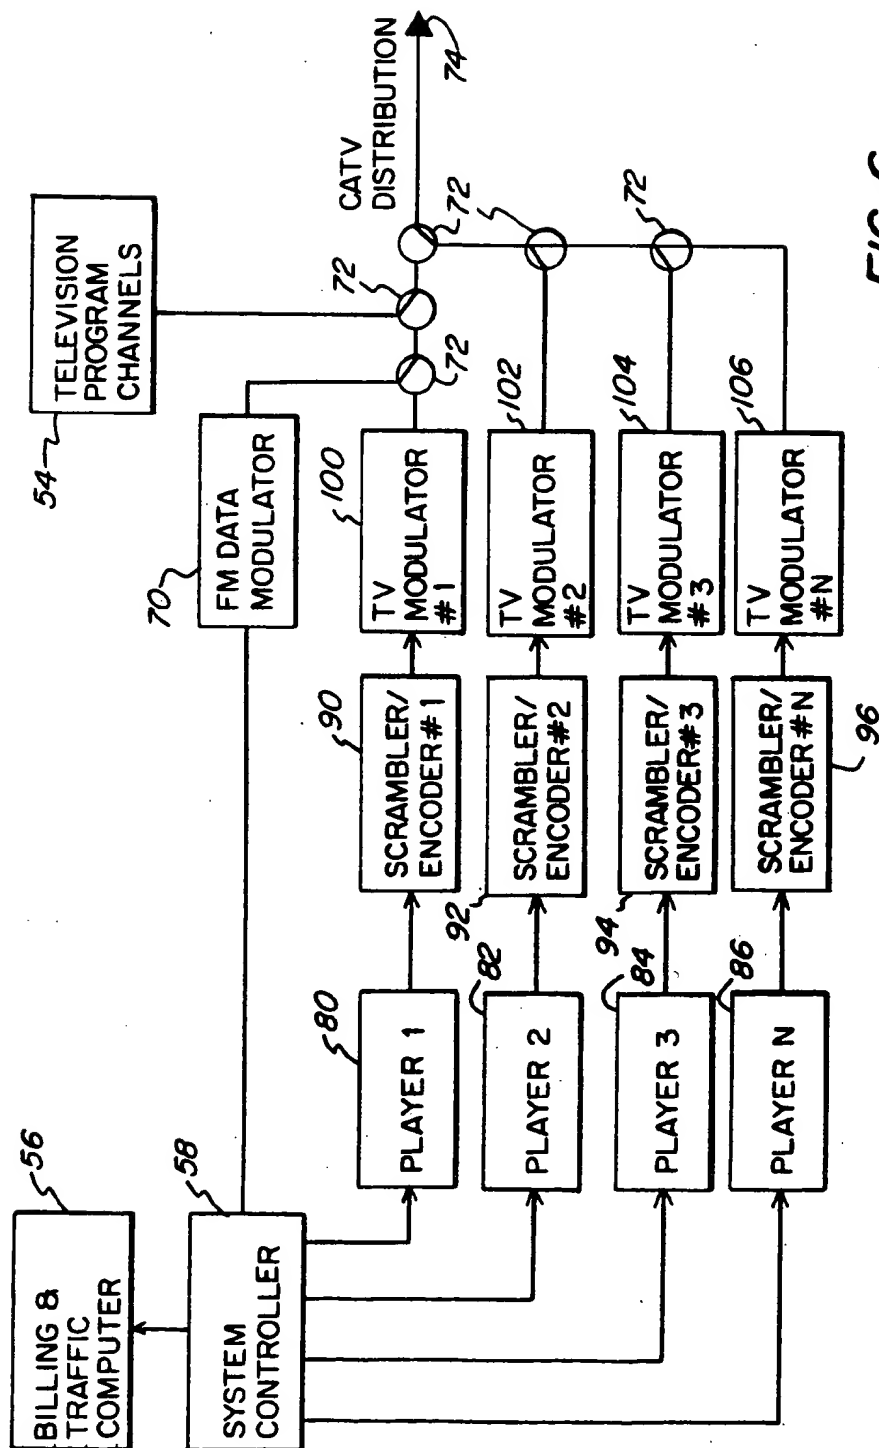 BILLING &
TRAFFIC
COMPUTER
56
SYSTEM
CONTROLLER
58
70
FM DATA
MODULATOR
54
TELEVISION
PROGRAM
CHANNELS
PLAYER 1
80
SCRAMBLER/
ENCODER#1
90
TV
MODULATOR
#1
100
72
72
72
CATV
DISTRIBUTION
74
PLAYER 2
82
SCRAMBLER/
ENCODER#2
92
TV
MODULATOR
#2
102
PLAYER 3
84
SCRAMBLER/
ENCODER#3
94
TV
MODULATOR
#3
104
72
PLAYER N
86
SCRAMBLER/
ENCODER#N
96
TV
MODULATOR
#N
106